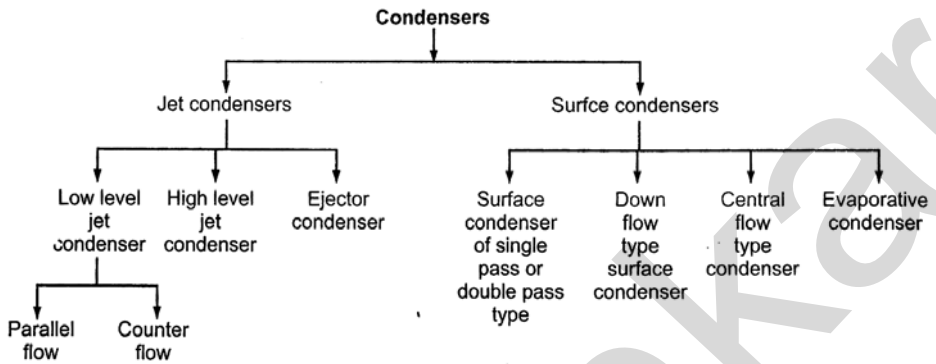 Condensers
Jet condensers
Surfce condensers
Low level
jet
condenser
High level
jet
condenser
Ejector
condenser
Surface
condenser
of single
pass or
double pass
type
Down
flow
type
surface
condenser
Central
flow
type
condenser
Evaporative
condenser
Parallel
flow
Counter
flow